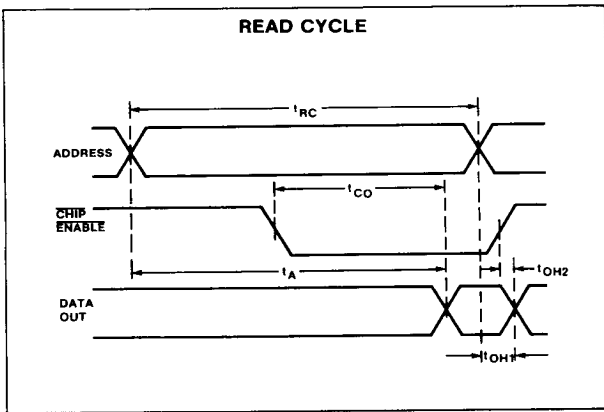 READ CYCLE
tRC
ADDRESS
tCO
CHIP
ENABLE
tA
tOH2
DATA
OUT
tOH1